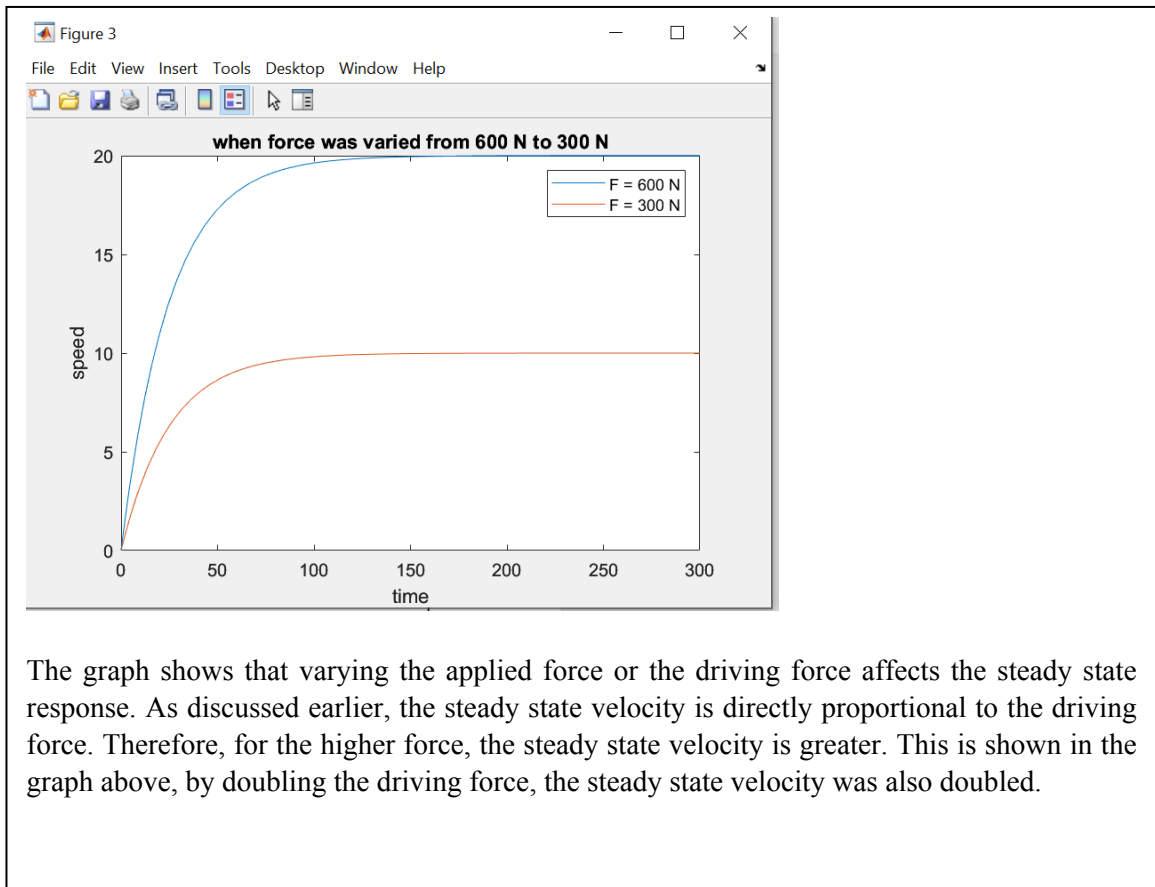 Figure 3
File Edit View Insert Tools Desktop Window Help
when force was varied from 600 N to 300 N
20
F = 600 N
F = 300 N
15
speed
10
5
0
0 50 100 150 200 250 300
time
The graph shows that varying the applied force or the driving force affects the steady state
response. As discussed earlier, the steady state velocity is directly proportional to the driving
force. Therefore, for the higher force, the steady state velocity is greater. This is shown in the
graph above, by doubling the driving force, the steady state velocity was also doubled.